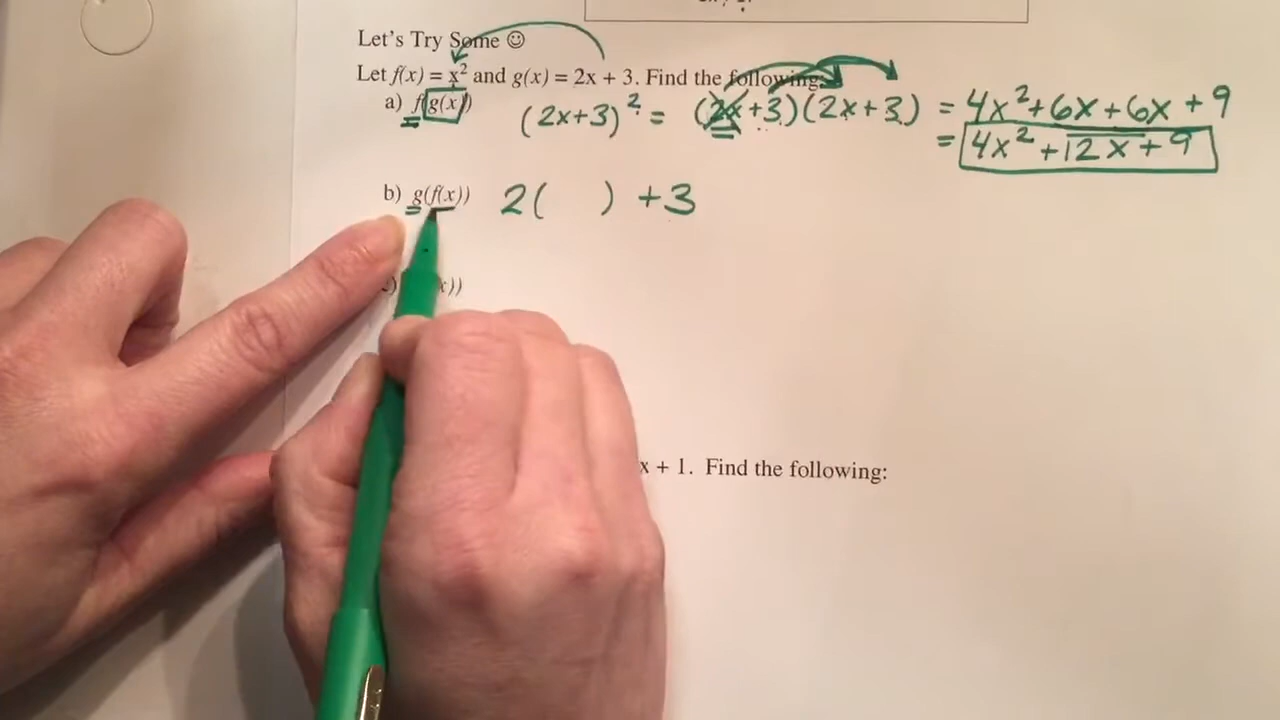 Let's Try Some ☺
Let f(x) = x² and g(x) = 2x + 3. Find the following:
a) f(g(x)) (2x+3)² = (2x+3)(2x+3) = 4x²+6x+6x+9
= 4x²+12x+9
b) g(f(x)) 2( ) +3
x))
x + 1. Find the following: